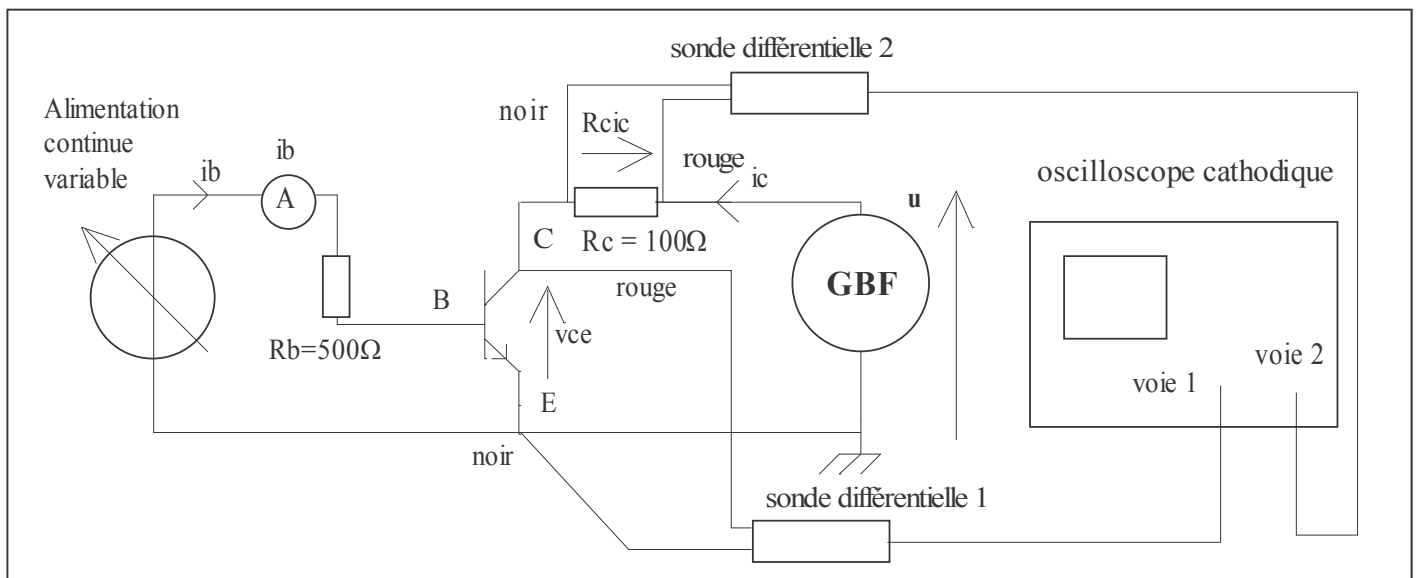 sonde différentielle 2
Alimentation
continue
variable
ib
ib
A
noir
Rcic
rouge
ic
C
Rc = 100Ω
u
oscilloscope cathodique
B
Rb=500Ω
rouge
vce
GBF
E
noir
voie 1
voie 2
sonde différentielle 1